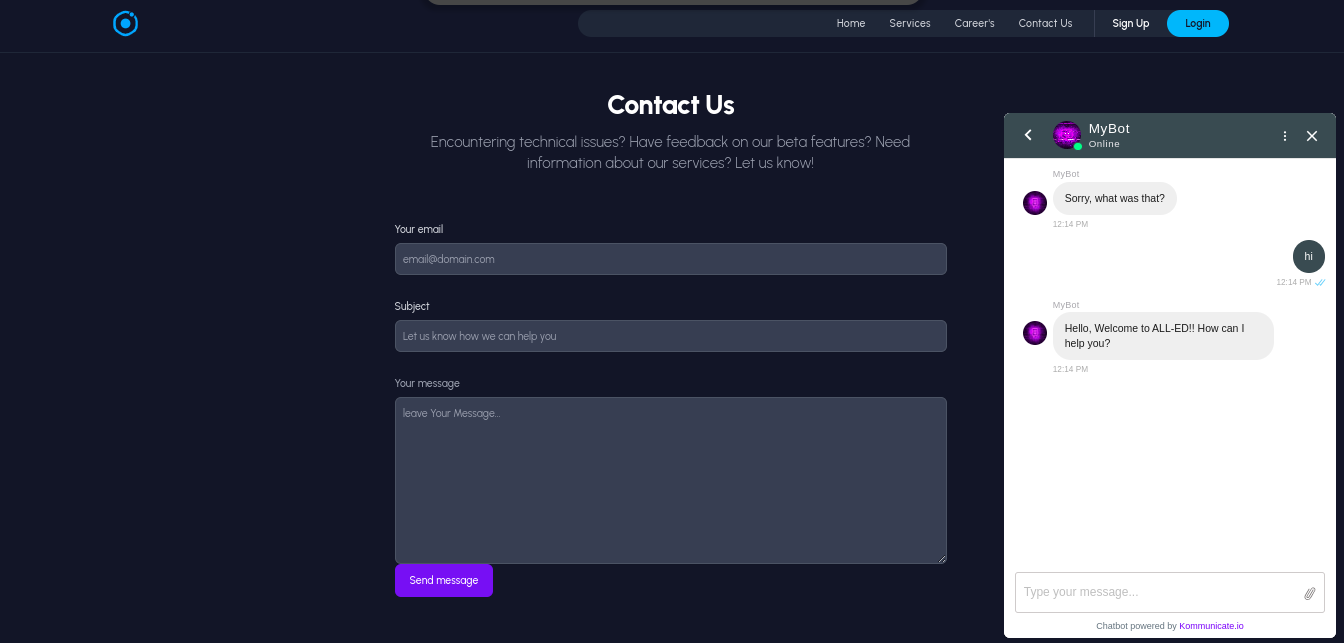 Home Services Career's Contact Us Sign Up Login
Contact Us
Encountering technical issues? Have feedback on our beta features? Need
information about our services? Let us know!
Your email
email@domain.com
Subject
Let us know how we can help you
Your message
leave Your Message...
Send message
MyBot
Online
MyBot
Sorry, what was that?
12:14 PM
hi
12:14 PM
MyBot
Hello, Welcome to ALL-ED!! How can I
help you?
12:14 PM
Type your message...
Chatbot powered by Kommunicate.io